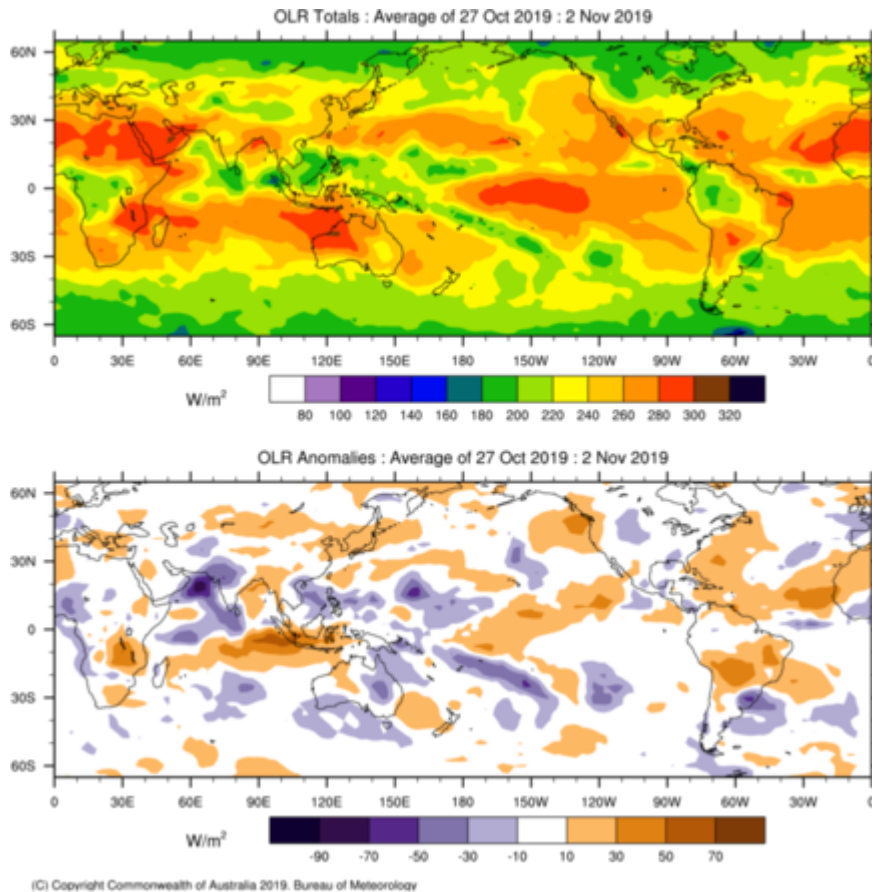 OLR Totals : Average of 27 Oct 2019 : 2 Nov 2019
60N
30N
0
30S
60S
0 30E 60E 90E 120E 150E 180 150W 120W 90W 60W 30W 0
W/m²
80 100 120 140 160 180 200 220 240 260 280 300 320
OLR Anomalies : Average of 27 Oct 2019 : 2 Nov 2019
60N
30N
0
30S
60S
0 30E 60E 90E 120E 150E 180 150W 120W 90W 60W 30W 0
W/m²
-90 -70 -50 -30 -10 10 30 50 70
(C) Copyright Commonwealth of Australia 2019. Bureau of Meteorology